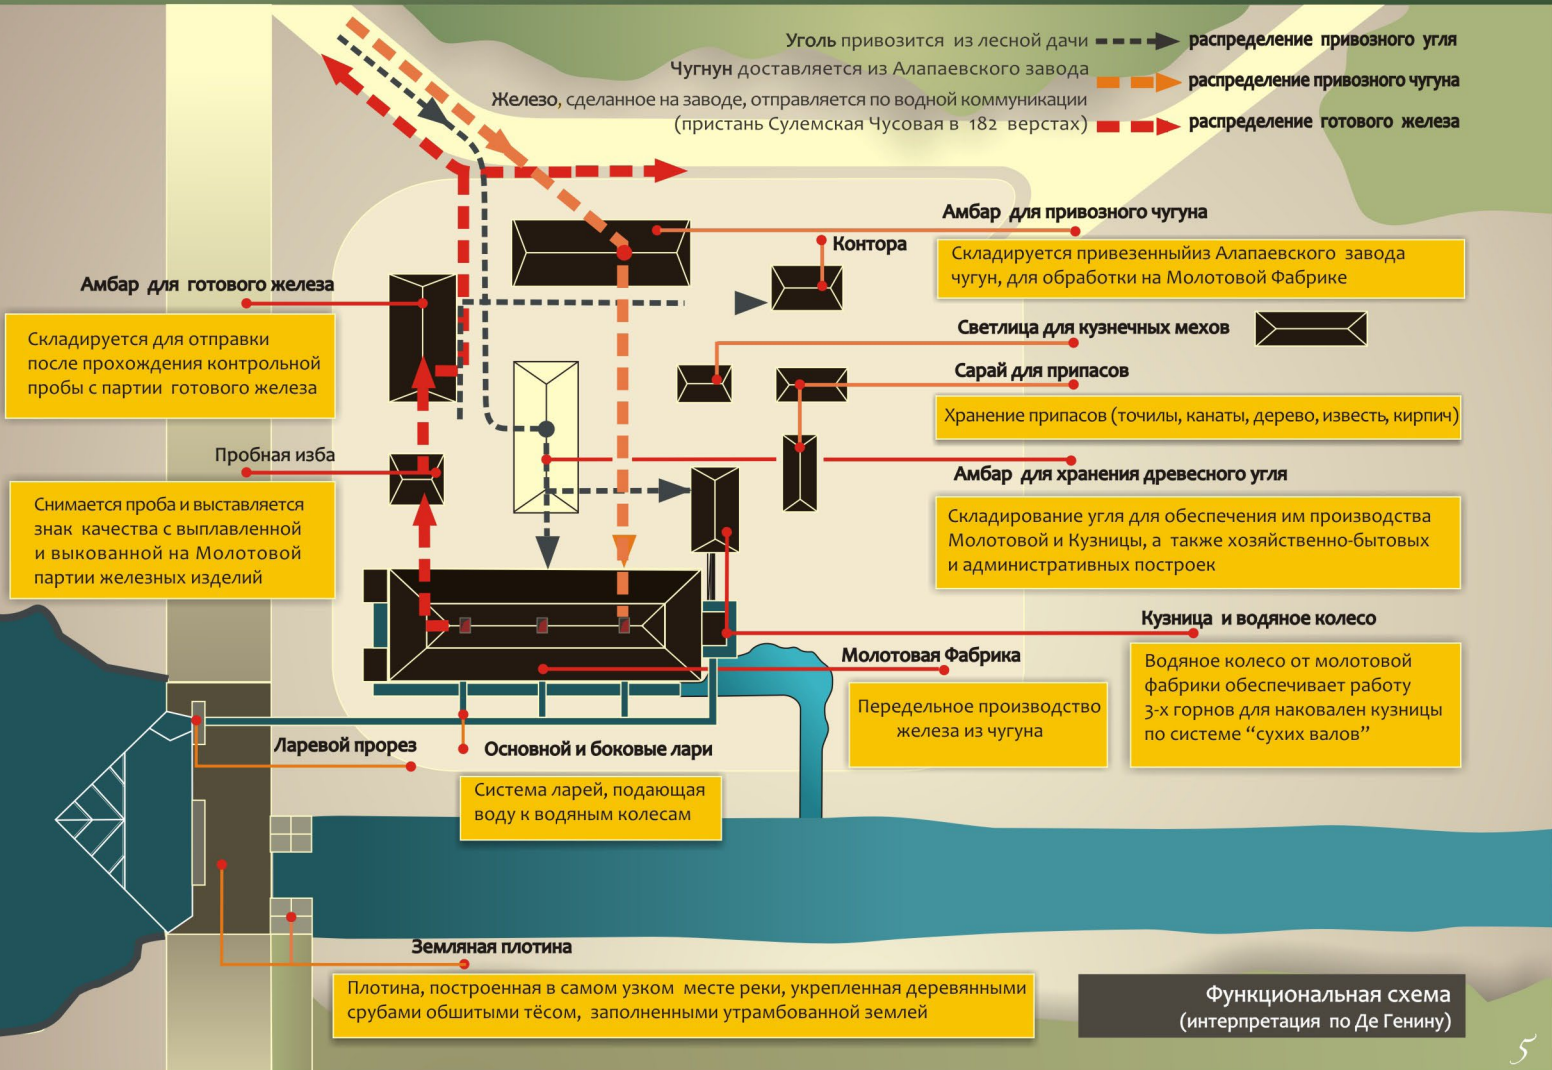 Уголь привозится из лесной дачи
распределение привозного угля
Чугнун доставляется из Алапаевского завода
распределение привозного чугуна
Железо, сделанное на заводе, отправляется по водной коммуникации
(пристань Сулемская Чусовая в 182 верстах)
распределение готового железа
Амбар для привозного чугуна
Складируется привезенныйиз Алапаевского завода
чугун, для обработки на Молотовой Фабрике
Контора
Амбар для готового железа
Складируется для отправки
после прохождения контрольной
пробы с партии готового железа
Светлица для кузнечных мехов
Сарай для припасов
Хранение припасов (точилы, канаты, дерево, известь, кирпич)
Пробная изба
Снимается проба и выставляется
знак качества с выплавленной
и выкованной на Молотовой
партии железных изделий
Амбар для хранения древесного угля
Складирование угля для обеспечения им производства
Молотовой и Кузницы, а также хозяйственно-бытовых
и административных построек
Кузница и водяное колесо
Водяное колесо от молотовой
фабрики обеспечивает работу
3-х горнов для наковален кузницы
по системе “сухих валов”
Молотовая Фабрика
Передельное производство
железа из чугуна
Ларевой прорез
Основной и боковые лари
Система ларей, подающая
воду к водяным колесам
Земляная плотина
Плотина, построенная в самом узком месте реки, укрепленная деревянными
срубами обшитыми тёсом, заполненными утрамбованной землей
Функциональная схема
(интерпретация по Де Генину)
5